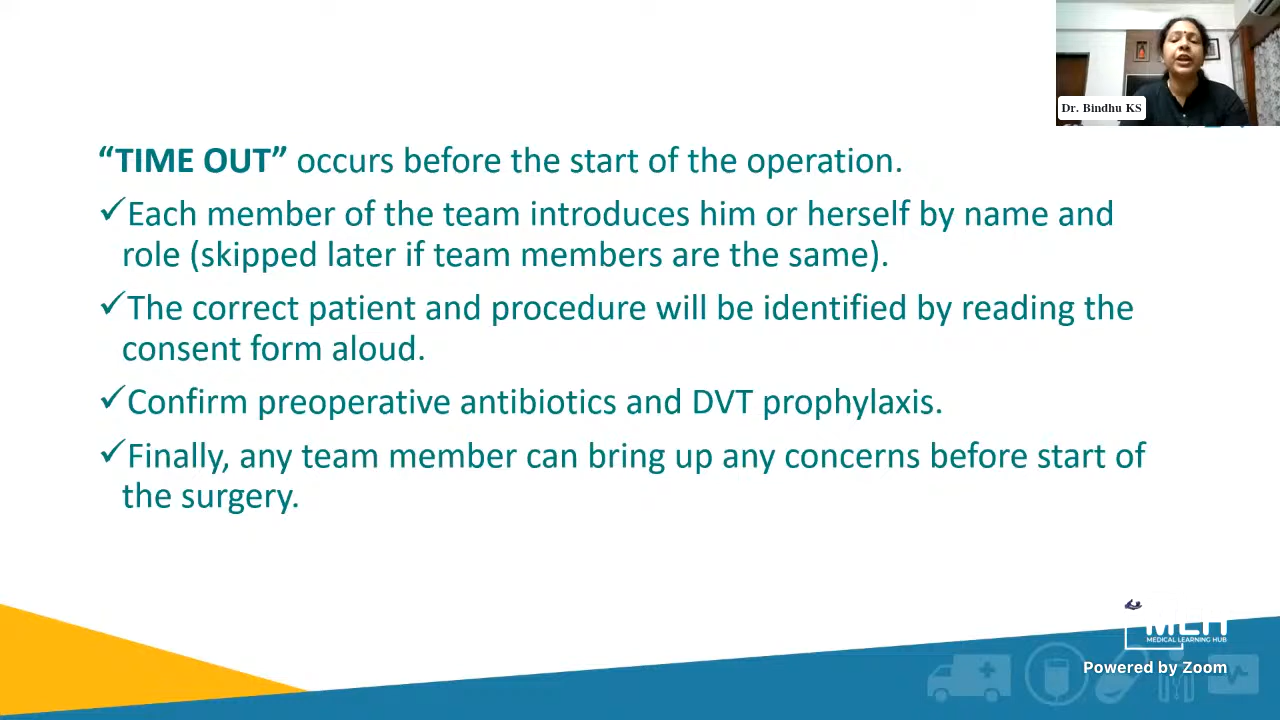 Dr. Bindhu KS
“TIME OUT” occurs before the start of the operation.
✓Each member of the team introduces him or herself by name and
role (skipped later if team members are the same).
✓The correct patient and procedure will be identified by reading the
consent form aloud.
✓Confirm preoperative antibiotics and DVT prophylaxis.
✓Finally, any team member can bring up any concerns before start of
the surgery.
MLH
MEDICAL LEARNING HUB
Powered by Zoom